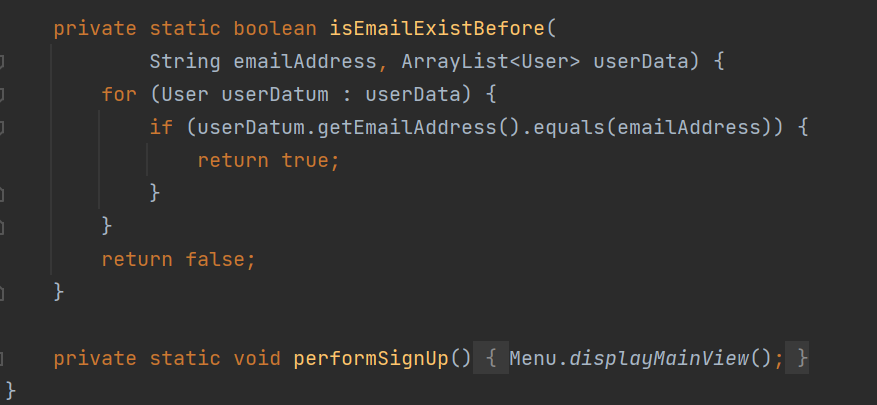 private static boolean isEmailExistBefore(
String emailAddress, ArrayList<User> userData) {
for (User userDatum : userData) {
if (userDatum.getEmailAddress().equals(emailAddress)) {
return true;
}
}
return false;
}
private static void performSignUp() { Menu.displayMainView(); }
}